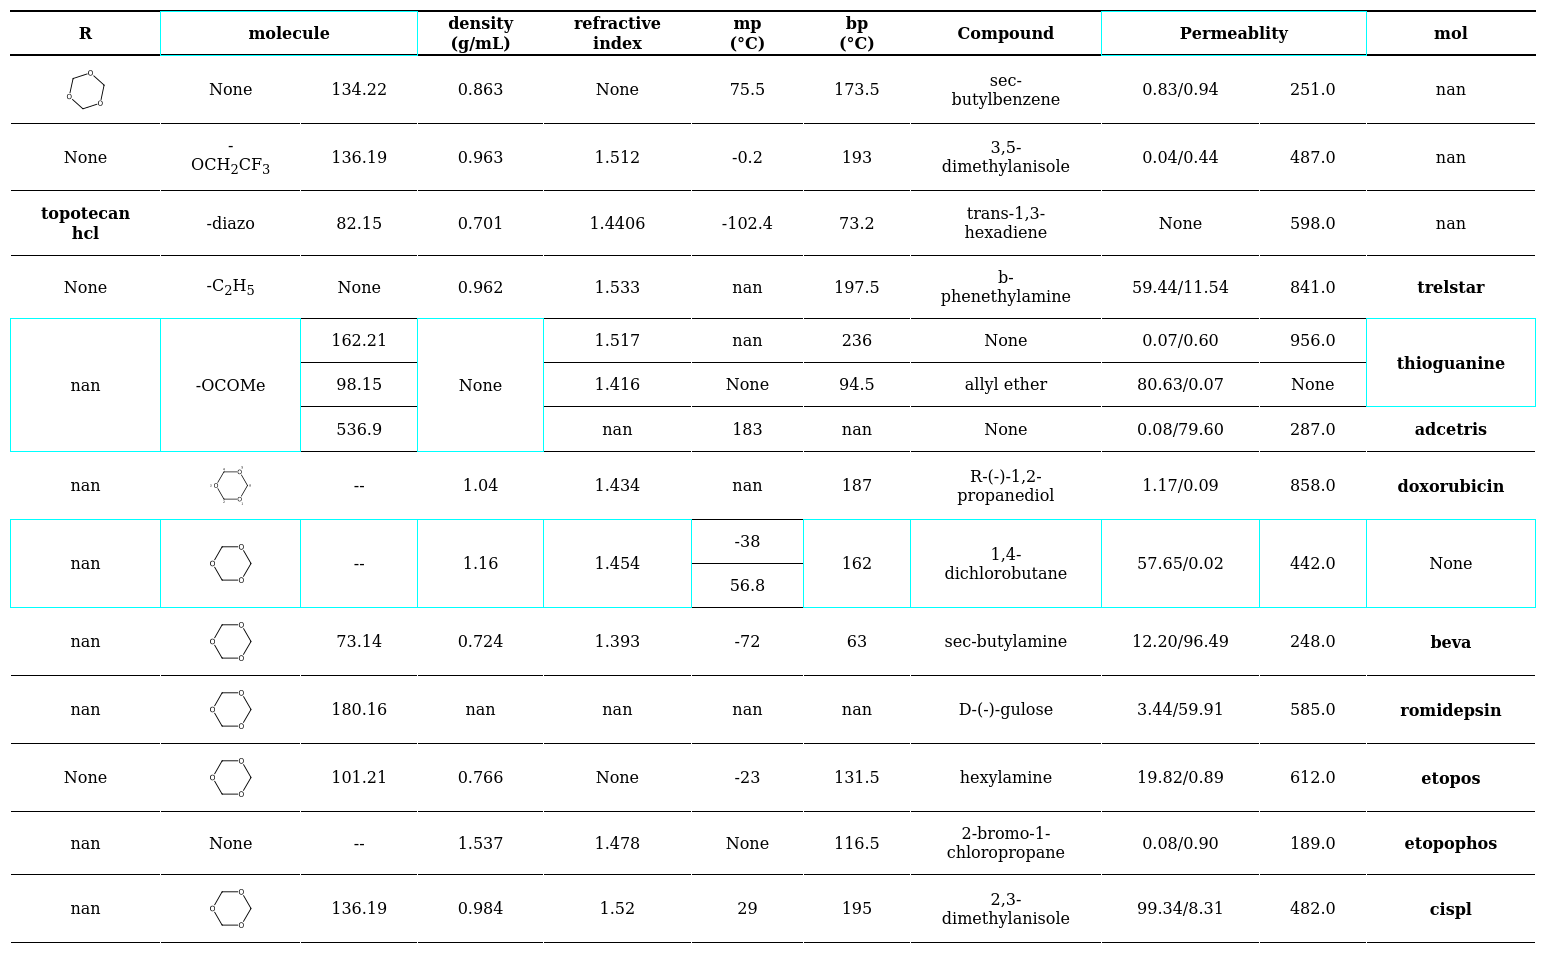 R molecule density (g/mL) refractive index mp (°C) bp (°C) Compound Permeablity mol
None 134.22 0.863 None 75.5 173.5 sec-butylbenzene 0.83/0.94 251.0 nan
None -OCH2CF3 136.19 0.963 1.512 -0.2 193 3,5-dimethylanisole 0.04/0.44 487.0 nan
topotecan hcl -diazo 82.15 0.701 1.4406 -102.4 73.2 trans-1,3-hexadiene None 598.0 nan
None -C2H5 None 0.962 1.533 nan 197.5 b-phenethylamine 59.44/11.54 841.0 trelstar
nan -OCOMe 162.21 None 1.517 nan 236 None 0.07/0.60 956.0 thioguanine
98.15 1.416 None 94.5 allyl ether 80.63/0.07 None
536.9 nan 183 nan None 0.08/79.60 287.0 adcetris
nan -- 1.04 1.434 nan 187 R-(-)-1,2-propanediol 1.17/0.09 858.0 doxorubicin
nan -- 1.16 1.454 -38 162 1,4-dichlorobutane 57.65/0.02 442.0 None
56.8
nan 73.14 0.724 1.393 -72 63 sec-butylamine 12.20/96.49 248.0 beva
nan 180.16 nan nan nan nan D-(-)-gulose 3.44/59.91 585.0 romidepsin
None 101.21 0.766 None -23 131.5 hexylamine 19.82/0.89 612.0 etopos
nan None -- 1.537 1.478 None 116.5 2-bromo-1-chloropropane 0.08/0.90 189.0 etopophos
nan 136.19 0.984 1.52 29 195 2,3-dimethylanisole 99.34/8.31 482.0 cispl